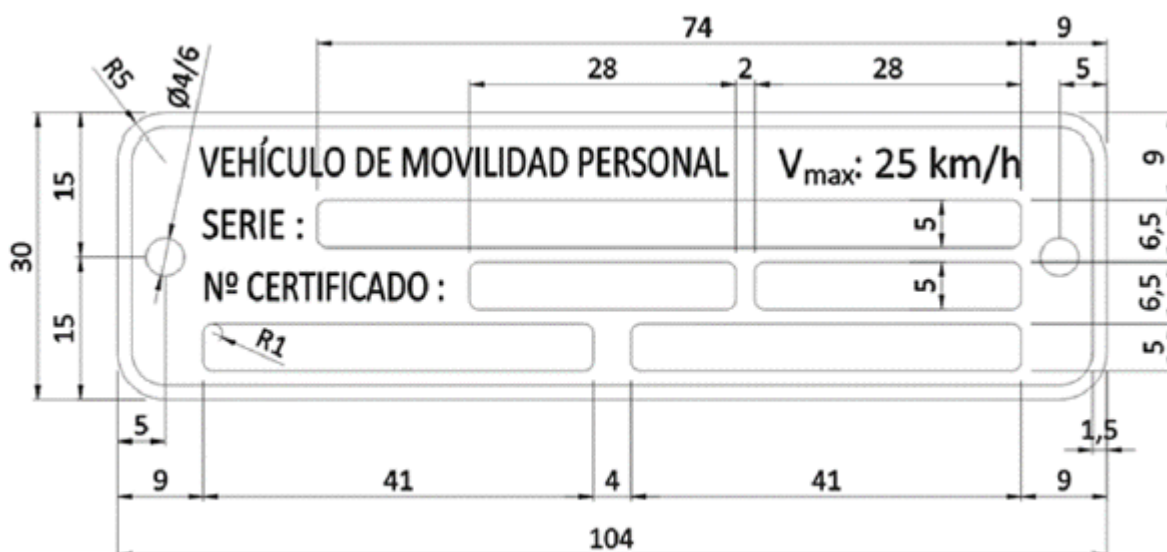 74 9
28 2 28 5
R5 Ø4/6
VEHÍCULO DE MOVILIDAD PERSONAL Vmax: 25 km/h
15 9
SERIE : 5 6,5
30
Nº CERTIFICADO : 5 6,5
15 R1 5
5 1,5
9 41 4 41 9
104